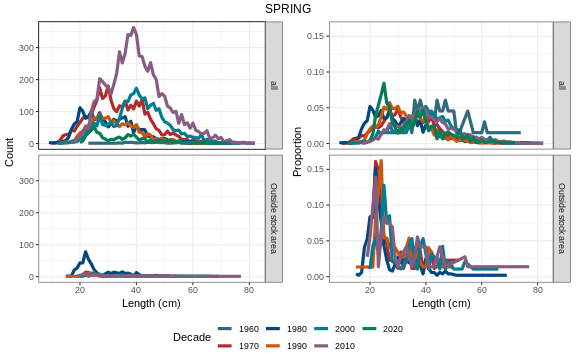 SPRING
Count
300
200
100
0
all
300
200
100
0
Outside stock area
20 40 60 80
Length (cm)
Proportion
0.15
0.10
0.05
0.00
all
0.15
0.10
0.05
0.00
Outside stock area
20 40 60 80
Length (cm)
Decade
1960 1980 2000 2020
1970 1990 2010